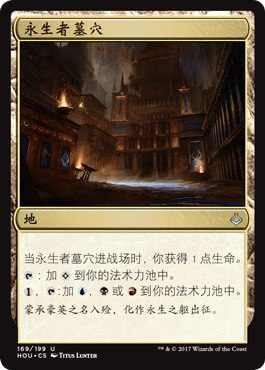 永生者墓穴
地
当永生者墓穴进战场时，你获得1点生命。
：加到你的法术力池中。
1，：加，或到你的法术力池中。
蒙承豪英之名入殓，化作永生之躯出征。
169/199 U
HOU • CS TITUS LUNTER
™ & © 2017 Wizards of the Coast